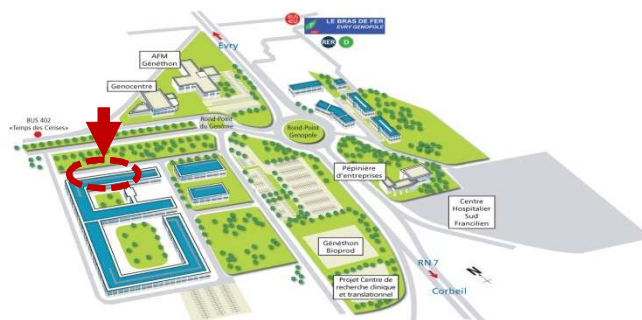 LE BRAS DE FER
EVRY GENOPOLE
RER D
Evry
AFM
Généthon
Genocentre
BUS 402
«Temps des Cerises»
Rond-Point
du Génome
Rond-Point
Genopole
Pépinière
d'entreprises
Centre
Hospitalier
Sud
Francilien
Généthon
Bioprod
RN 7
N
Projet Centre de
recherche clinique
et translationnel
Corbeil